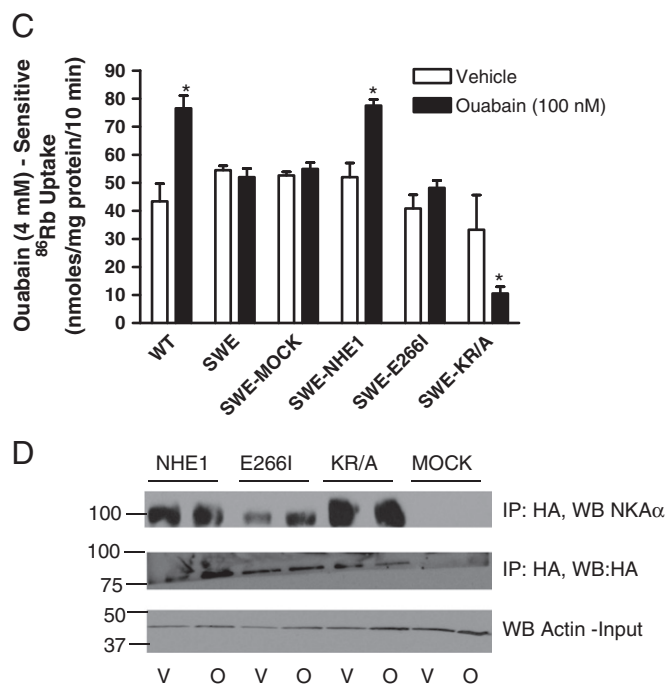 C
Ouabain (4 mM) - Sensitive
⁸⁶Rb Uptake
(nmoles/mg protein/10 min)
90
80
70
60
50
40
30
20
10
0
* * *
Vehicle
Ouabain (100 nM)
WT SWE SWE-MOCK SWE-NHE1 SWE-E266I SWE-KR/A
D
NHE1 E266I KR/A MOCK
100 IP: HA, WB NKAα
100
75 IP: HA, WB:HA
50
37 WB Actin -Input
V O V O V O V O